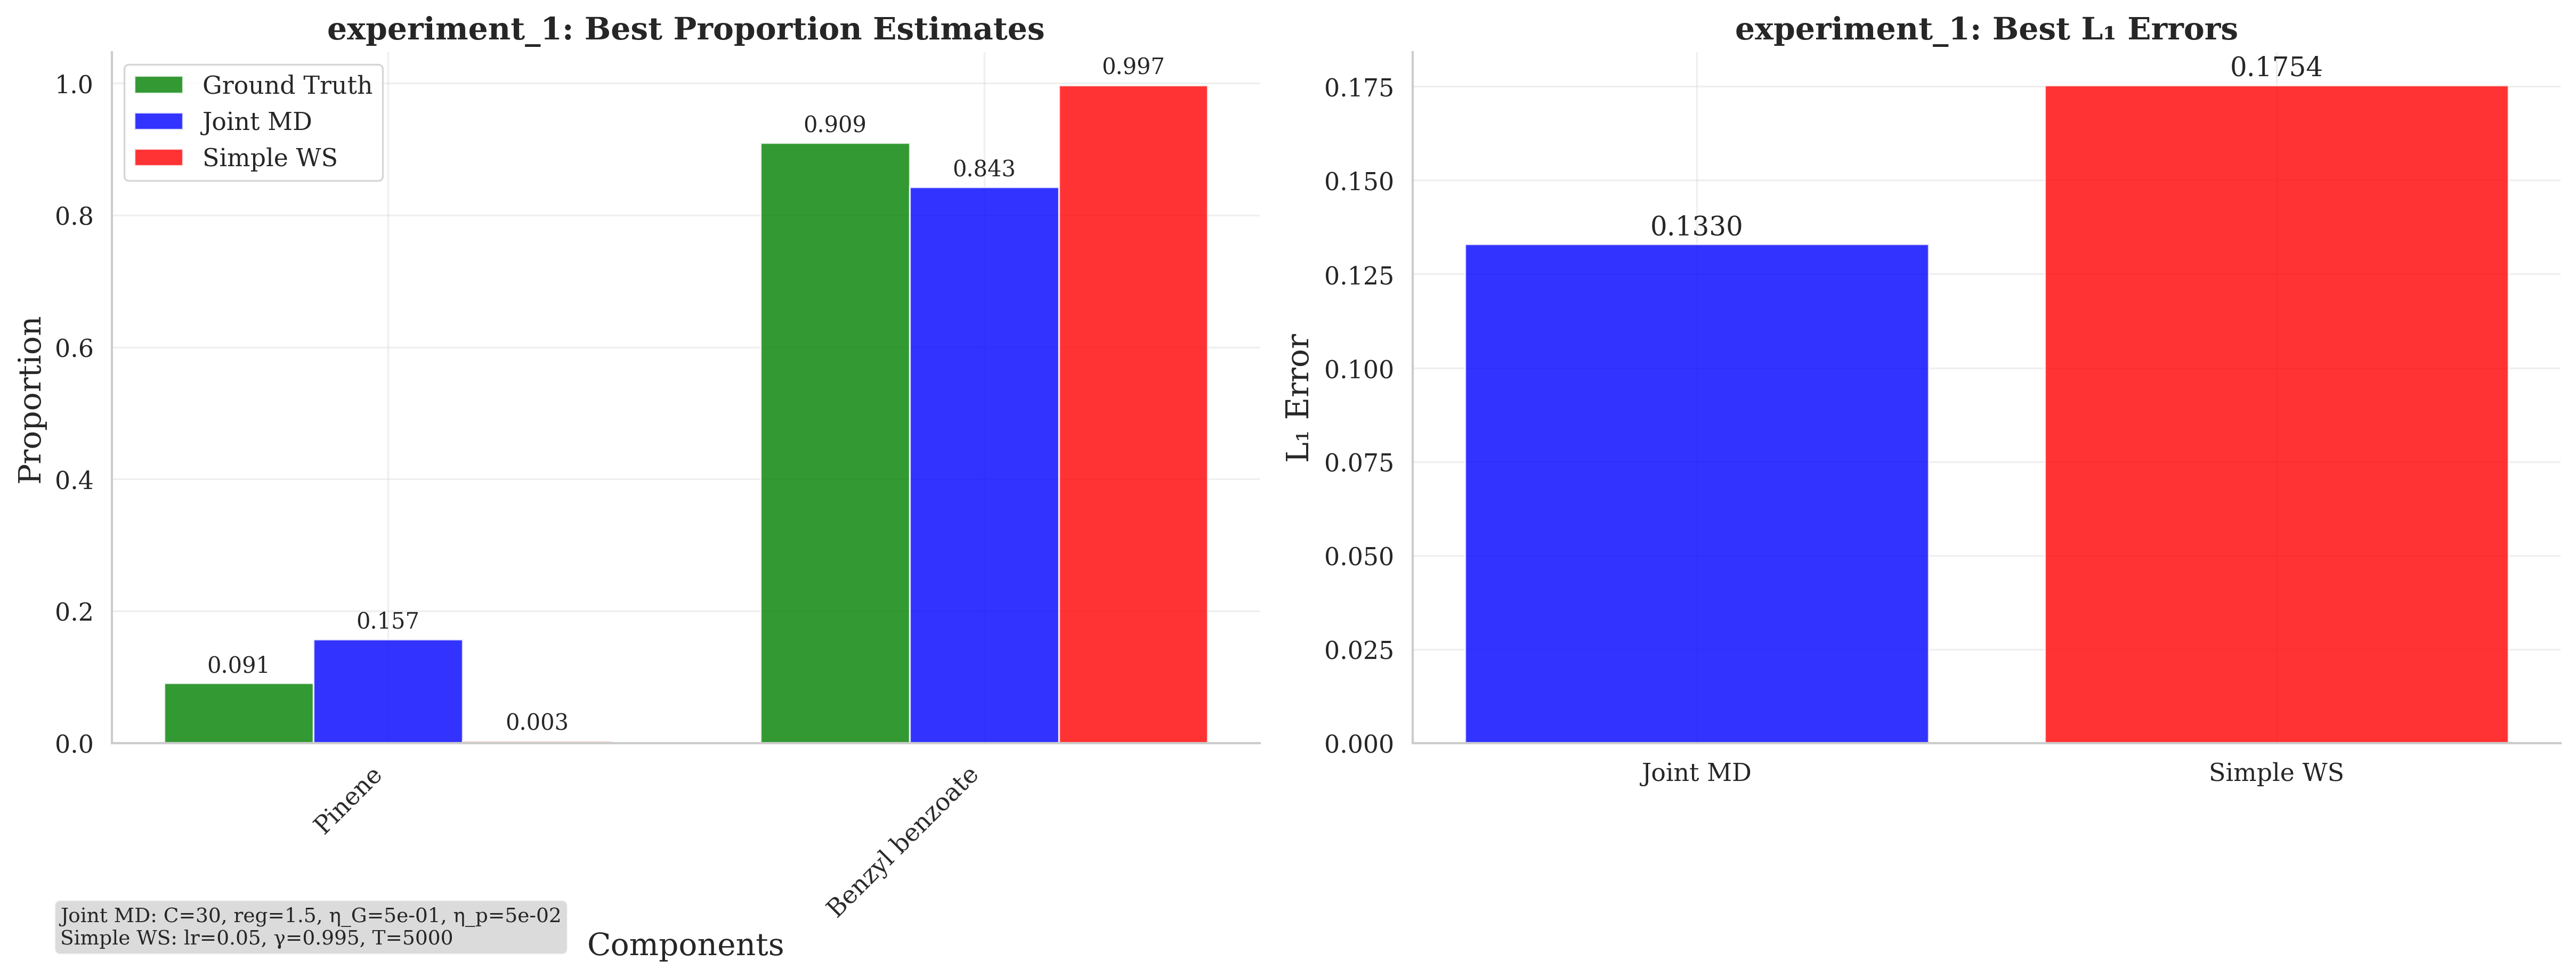 experiment_1: Best Proportion Estimates
Ground Truth
Joint MD
Simple WS
Proportion
1.0
0.8
0.6
0.4
0.2
0.0
0.091
0.157
0.003
0.909
0.843
0.997
Pinene
Benzyl benzoate
Components
Joint MD: C=30, reg=1.5, η_G=5e-01, η_p=5e-02
Simple WS: lr=0.05, γ=0.995, T=5000
experiment_1: Best L₁ Errors
L₁ Error
0.175
0.150
0.125
0.100
0.075
0.050
0.025
0.000
0.1330
0.1754
Joint MD
Simple WS